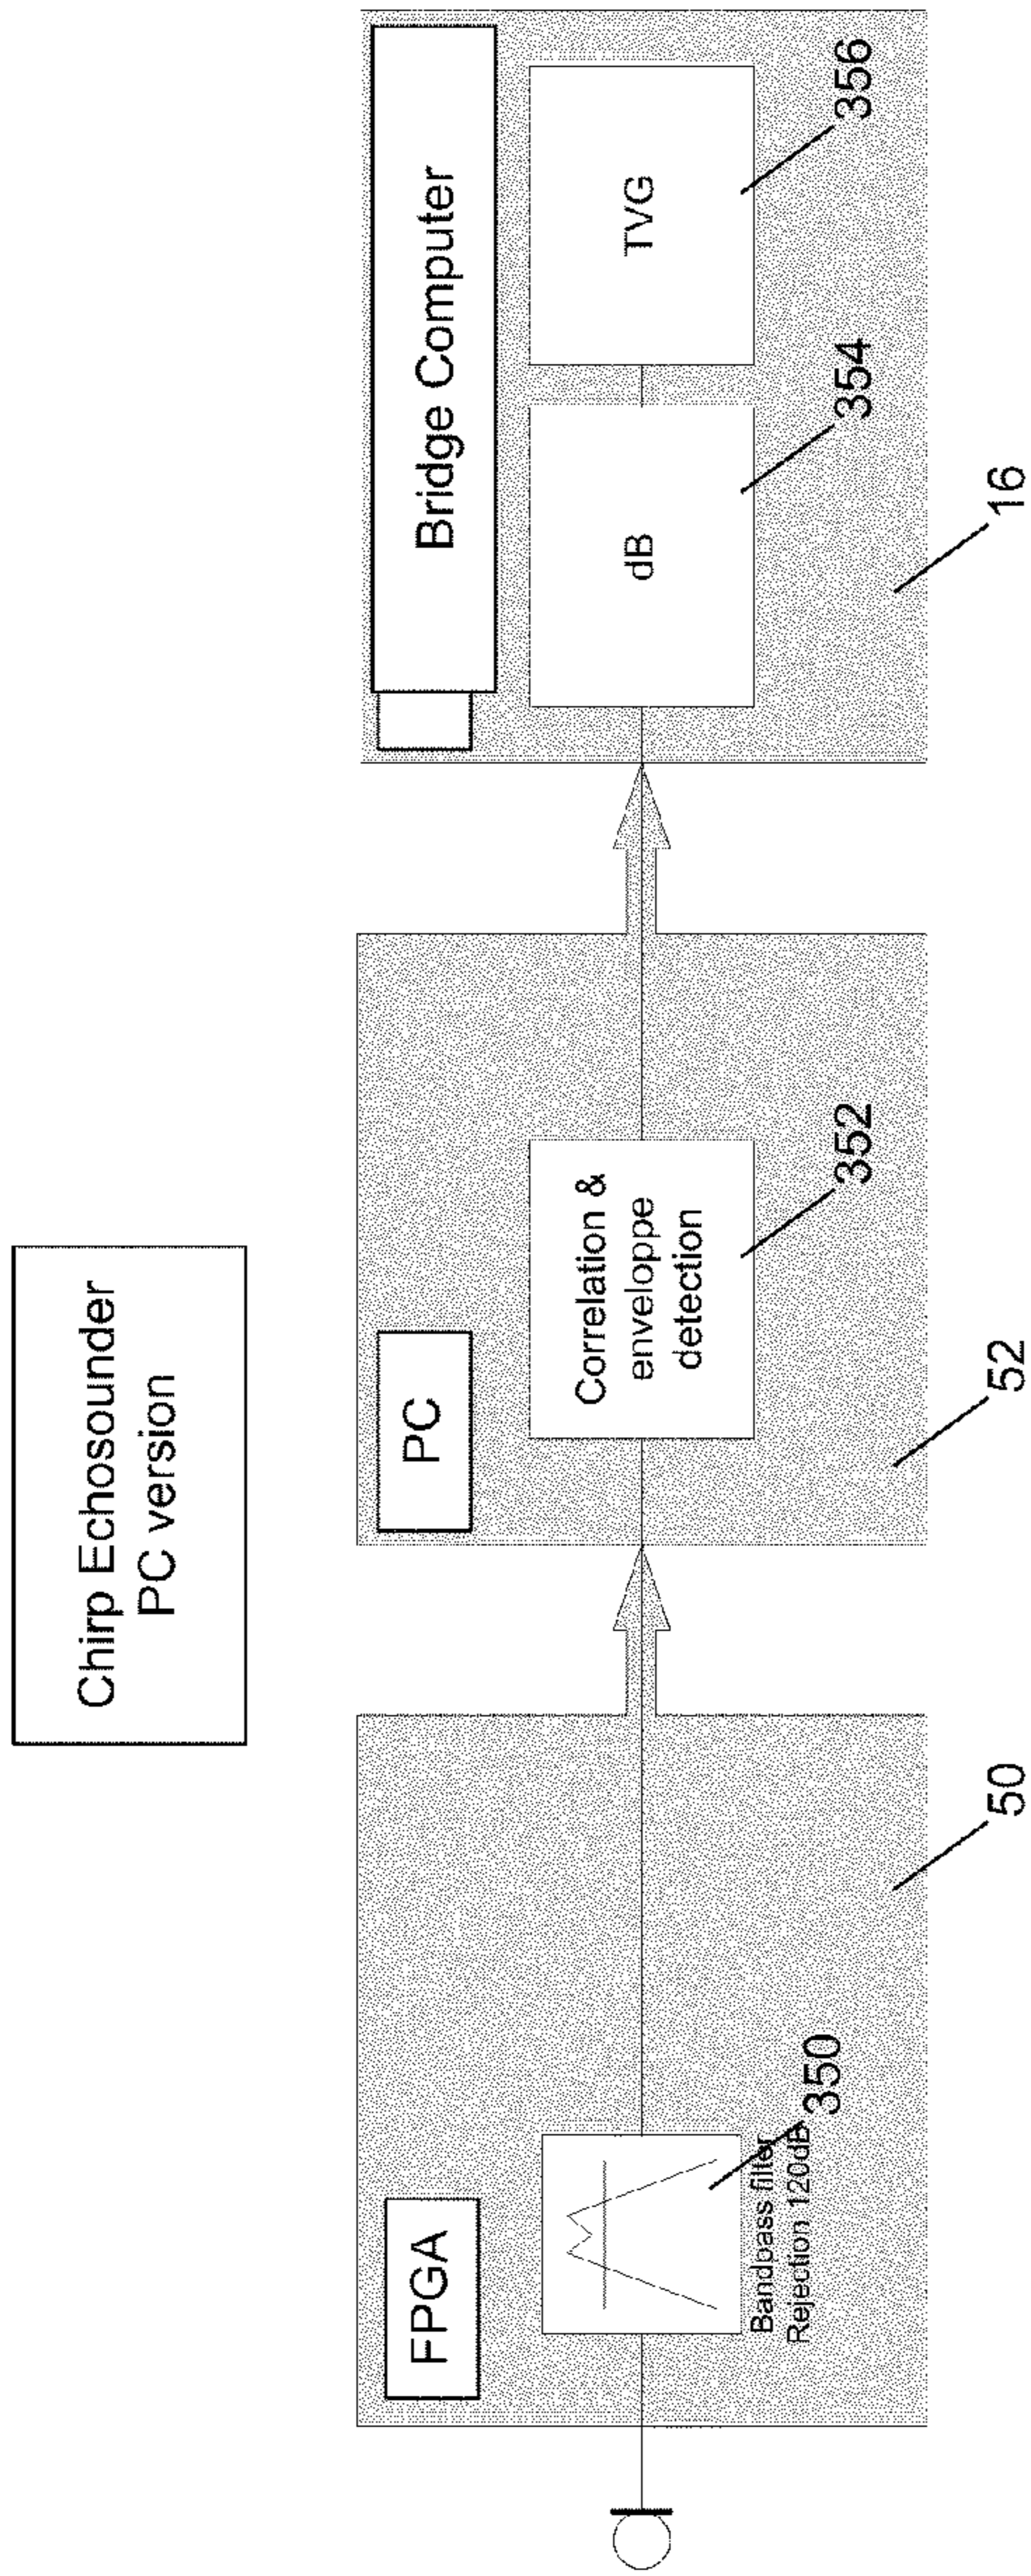 Chirp Echosounder
PC version
FPGA
Bandpass filter
Rejection 120dB
350
50
PC
Correlation &
enveloppe
detection
352
52
Bridge Computer
dB
354
TVG
356
16